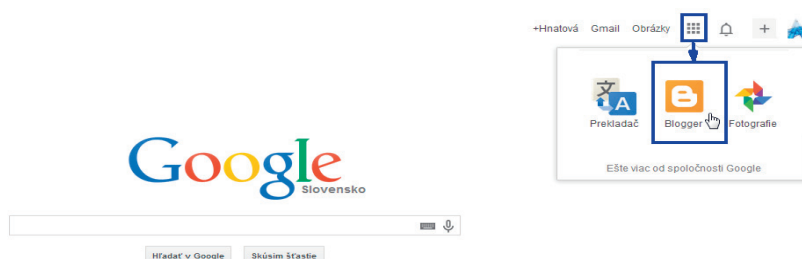 +Hnatová Gmail Obrázky
Prekladač Blogger Fotografie
Ešte viac od spoločnosti Google
Google
Slovensko
Hľadať v Google Skúsim šťastie